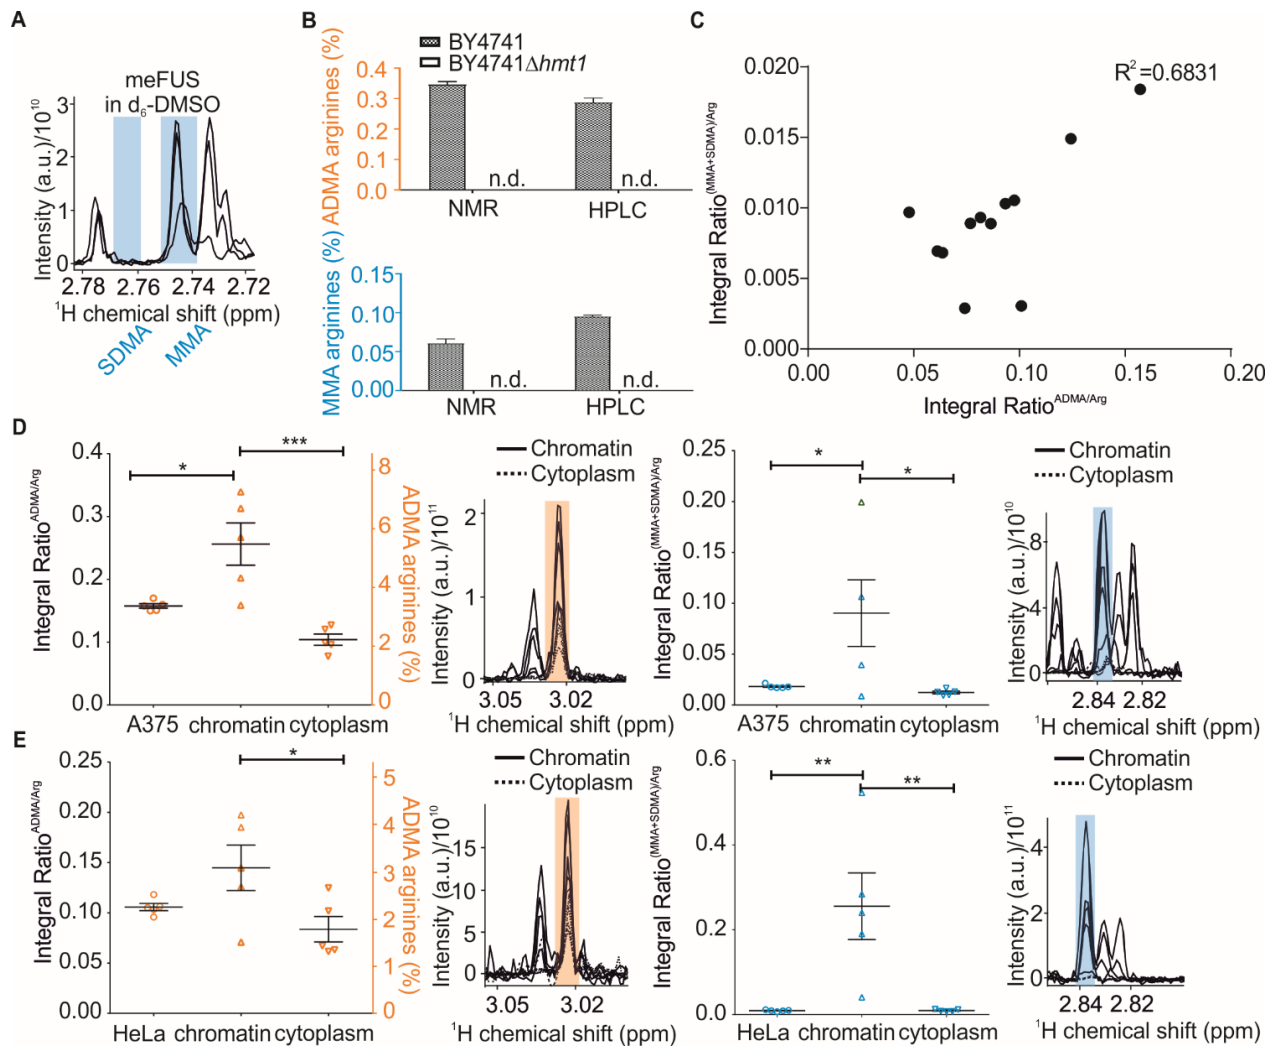 A
meFUS
in d6-DMSO
Intensity (a.u.)/10^10
3
2
1
0
2.78 2.76 2.74 2.72
1H chemical shift (ppm)
SDMA
MMA
B
BY4741
BY4741Δhmt1
ADMA arginines (%)
0.4
0.3
0.2
0.1
0.0
n.d. n.d.
NMR HPLC
MMA arginines (%)
0.15
0.10
0.05
0.00
n.d. n.d.
NMR HPLC
C
R2=0.6831
Integral Ratio(MMA+SDMA)/Arg
0.020
0.015
0.010
0.005
0.000
0.00 0.05 0.10 0.15 0.20
Integral RatioADMA/Arg
D
Integral RatioADMA/Arg
0.4
0.3
0.2
0.1
0.0
* ***
8
6
4
2
0
ADMA arginines (%)
A375 chromatin cytoplasm
Chromatin
Cytoplasm
Intensity (a.u.)/10^11
2
1
0
3.05 3.02
1H chemical shift (ppm)
Integral Ratio(MMA+SDMA)/Arg
0.25
0.20
0.15
0.10
0.05
0.00
* *
A375 chromatin cytoplasm
Chromatin
Cytoplasm
Intensity (a.u.)/10^10
8
4
0
2.84 2.82
1H chemical shift (ppm)
E
Integral RatioADMA/Arg
0.25
0.20
0.15
0.10
0.05
0.00
*
5
4
3
2
1
0
ADMA arginines (%)
HeLa chromatin cytoplasm
Chromatin
Cytoplasm
Intensity (a.u.)/10^10
15
10
5
0
3.05 3.02
1H chemical shift (ppm)
Integral Ratio(MMA+SDMA)/Arg
0.6
0.4
0.2
0.0
** **
HeLa chromatin cytoplasm
Chromatin
Cytoplasm
Intensity (a.u.)/10^11
4
2
0
2.84 2.82
1H chemical shift (ppm)